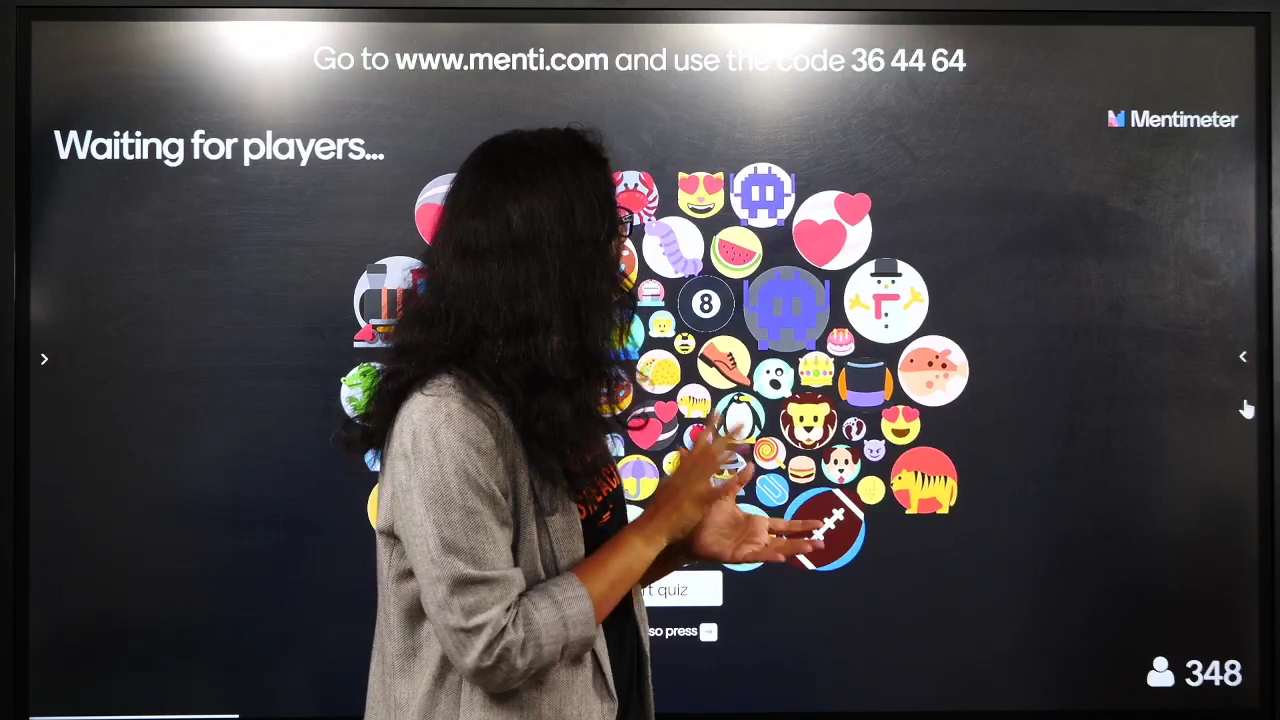 Go to www.menti.com and use the code 36 44 64
Mentimeter
Waiting for players...
8
quiz
so press
348